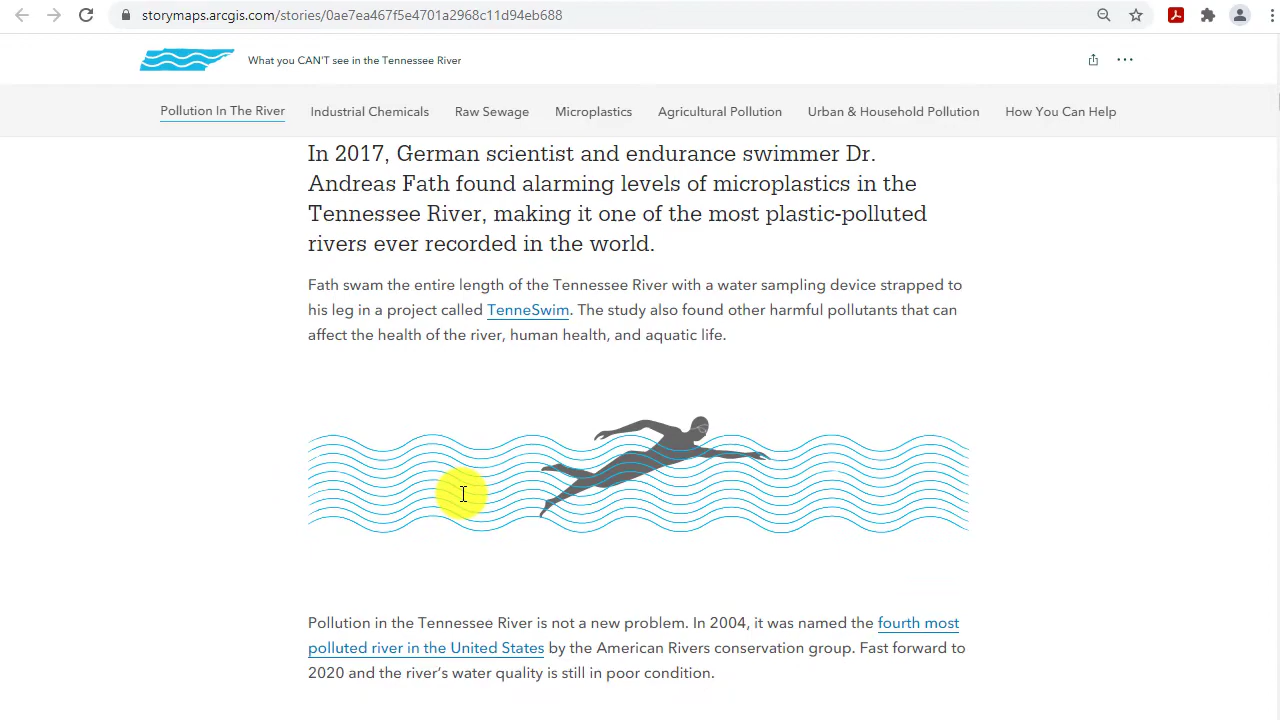 storymaps.arcgis.com/stories/0ae7ea467f5e4701a2968c11d94eb688
What you CAN'T see in the Tennessee River
Pollution In The River Industrial Chemicals Raw Sewage Microplastics Agricultural Pollution Urban & Household Pollution How You Can Help
In 2017, German scientist and endurance swimmer Dr.
Andreas Fath found alarming levels of microplastics in the
Tennessee River, making it one of the most plastic-polluted
rivers ever recorded in the world.
Fath swam the entire length of the Tennessee River with a water sampling device strapped to
his leg in a project called TenneSwim. The study also found other harmful pollutants that can
affect the health of the river, human health, and aquatic life.
Pollution in the Tennessee River is not a new problem. In 2004, it was named the fourth most
polluted river in the United States by the American Rivers conservation group. Fast forward to
2020 and the river’s water quality is still in poor condition.